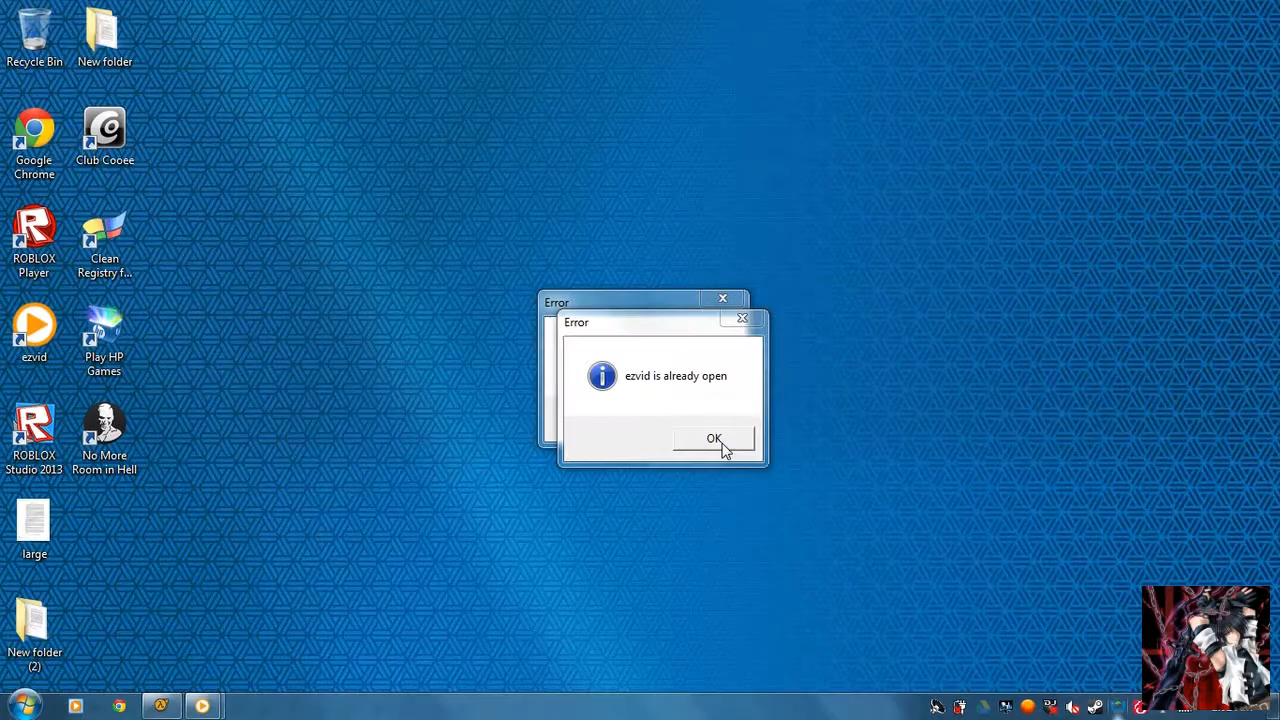 Recycle Bin
New folder
Google
Chrome
Club Cooee
ROBLOX
Player
Clean
Registry f...
ezvid
Play HP
Games
ROBLOX
Studio 2013
No More
Room in Hell
large
New folder
(2)
Error
Error
ezvid is already open
OK